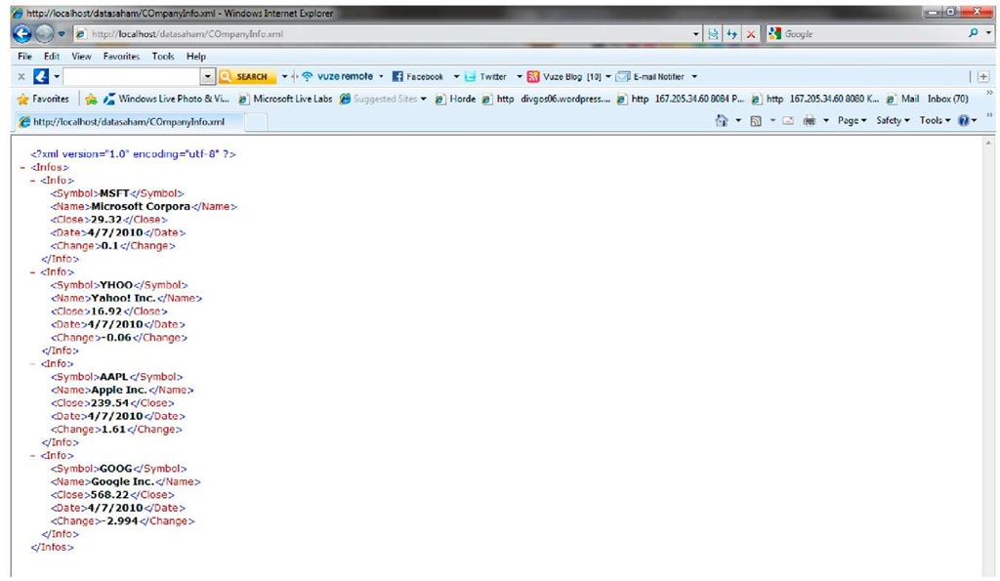 http://localhost/datasaham/COmpanyInfo.xml - Windows Internet Explorer
http://localhost/datasaham/COmpanyInfo.xml
Google
File Edit View Favorites Tools Help
x SEARCH vuze remote Facebook Twitter Vuze Blog [10] E-mail Notifier
Favorites Windows Live Photo & Vi... Microsoft Live Labs Suggested Sites Horde http divgos06.wordpress.... http 167.205.34.60 8084 P... http 167.205.34.60 8080 K... Mail Inbox (70)
http://localhost/datasaham/COmpanyInfo.xml Page Safety Tools
<?xml version="1.0" encoding="utf-8" ?>
- <Infos>
- <Info>
<Symbol>MSFT</Symbol>
<Name>Microsoft Corpora</Name>
<Close>29.32</Close>
<Date>4/7/2010</Date>
<Change>0.1</Change>
</Info>
- <Info>
<Symbol>YHOO</Symbol>
<Name>Yahoo! Inc.</Name>
<Close>16.92</Close>
<Date>4/7/2010</Date>
<Change>-0.06</Change>
</Info>
- <Info>
<Symbol>AAPL</Symbol>
<Name>Apple Inc.</Name>
<Close>239.54</Close>
<Date>4/7/2010</Date>
<Change>1.61</Change>
</Info>
- <Info>
<Symbol>GOOG</Symbol>
<Name>Google Inc.</Name>
<Close>568.22</Close>
<Date>4/7/2010</Date>
<Change>-2.994</Change>
</Info>
</Infos>